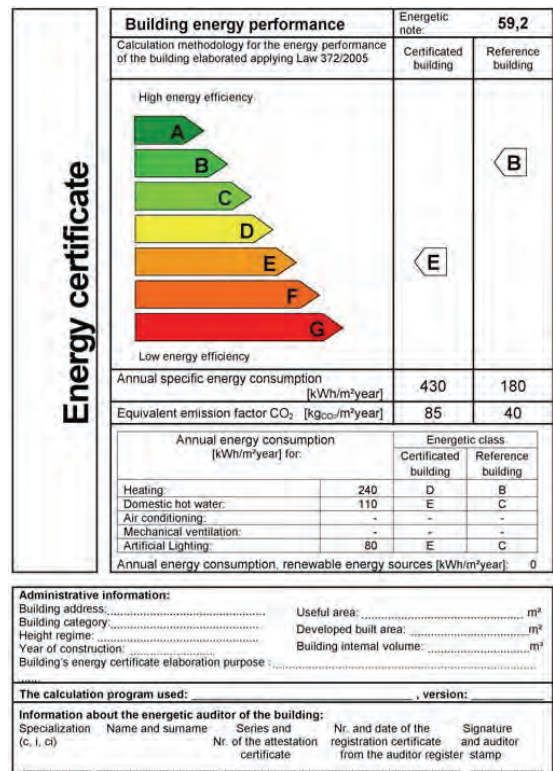 Energy certificate
Building energy performance
Energetic note:
59,2
Calculation methodology for the energy performance of the building elaborated applying Law 372/2005
Certificated building
Reference building
High energy efficiency
A
B
C
D
E
F
G
B
E
Low energy efficiency
Annual specific energy consumption [kWh/m²year]
430
180
Equivalent emission factor CO₂ [kgCO₂/m²year]
85
40
Annual energy consumption [kWh/m²year] for:
Energetic class
Certificated building
Reference building
Heating: 240 D B
Domestic hot water: 110 E C
Air conditioning: - - -
Mechanical ventilation: - - -
Artificial Lighting: 80 E C
Annual energy consumption, renewable energy sources [kWh/m²year]: 0
Administrative information:
Building address:
Building category:
Height regime:
Year of construction:
Useful area: m²
Developed built area: m²
Building internal volume: m³
Building's energy certificate elaboration purpose :
The calculation program used: , version:
Information about the energetic auditor of the building:
Specialization (c, i, ci)
Name and surname
Series and Nr. of the attestation certificate
Nr. and date of the registration certificate from the auditor register
Signature and auditor stamp